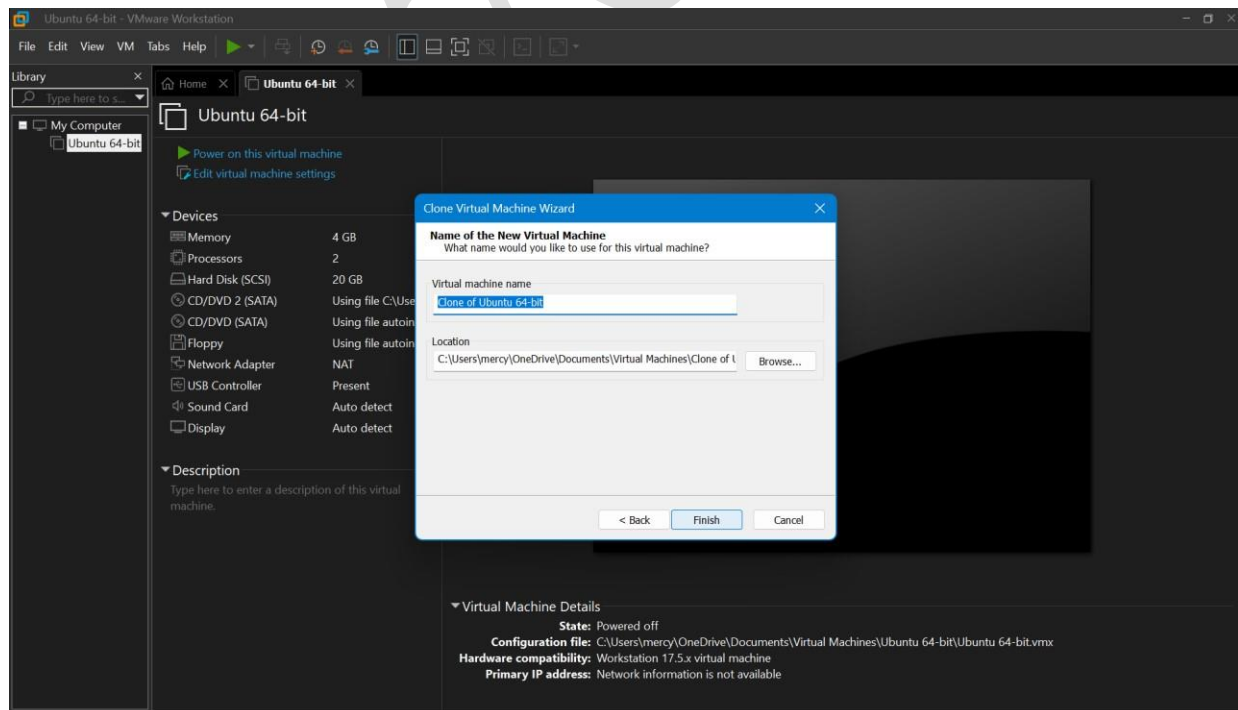 Ubuntu 64-bit - VMware Workstation
File Edit View VM Tabs Help
Library
Type here to s...
My Computer
Ubuntu 64-bit
Home
Ubuntu 64-bit
Ubuntu 64-bit
Power on this virtual machine
Edit virtual machine settings
Devices
Memory 4 GB
Processors 2
Hard Disk (SCSI) 20 GB
CD/DVD 2 (SATA) Using file C:\Use
CD/DVD (SATA) Using file autoin
Floppy Using file autoin
Network Adapter NAT
USB Controller Present
Sound Card Auto detect
Display Auto detect
Description
Type here to enter a description of this virtual
machine.
Clone Virtual Machine Wizard
Name of the New Virtual Machine
What name would you like to use for this virtual machine?
Virtual machine name
Clone of Ubuntu 64-bit
Location
C:\Users\mercy\OneDrive\Documents\Virtual Machines\Clone of U
Browse...
< Back Finish Cancel
Virtual Machine Details
State: Powered off
Configuration file: C:\Users\mercy\OneDrive\Documents\Virtual Machines\Ubuntu 64-bit\Ubuntu 64-bit.vmx
Hardware compatibility: Workstation 17.5.x virtual machine
Primary IP address: Network information is not available